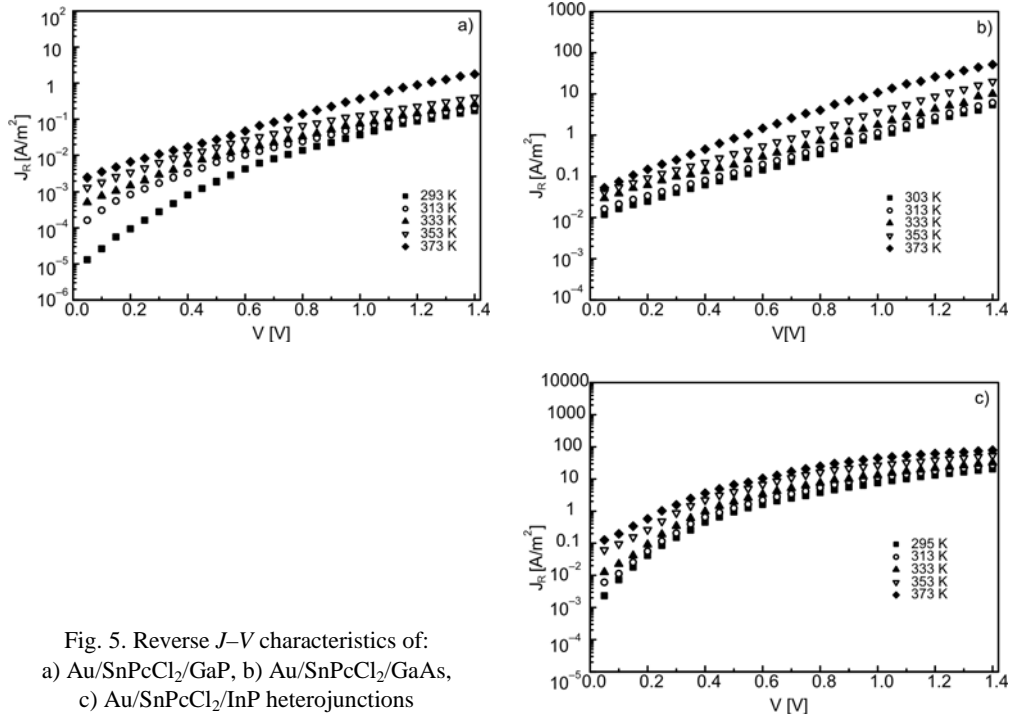 a)
10²
10
1
10⁻¹
10⁻²
10⁻³
10⁻⁴
10⁻⁵
10⁻⁶
J_R [A/m²]
293 K
313 K
333 K
353 K
373 K
0.0 0.2 0.4 0.6 0.8 1.0 1.2 1.4
V [V]
b)
1000
100
10
1
0.1
10⁻²
10⁻³
10⁻⁴
J_R [A/m²]
303 K
313 K
333 K
353 K
373 K
0.0 0.2 0.4 0.6 0.8 1.0 1.2 1.4
V[V]
c)
10000
1000
100
10
1
0.1
10⁻²
10⁻³
10⁻⁴
10⁻⁵
J_R [A/m²]
295 K
313 K
333 K
353 K
373 K
0.0 0.2 0.4 0.6 0.8 1.0 1.2 1.4
V [V]
Fig. 5. Reverse J–V characteristics of:
a) Au/SnPcCl₂/GaP, b) Au/SnPcCl₂/GaAs,
c) Au/SnPcCl₂/InP heterojunctions